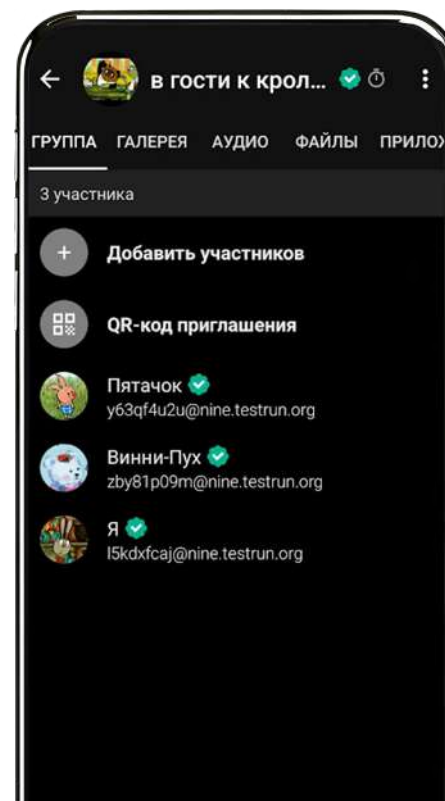 в гости к крол...
ГРУППА ГАЛЕРЕЯ АУДИО ФАЙЛЫ ПРИЛОЖ
3 участника
Добавить участников
QR-код приглашения
Пятачок
y63qf4u2u@nine.testrun.org
Винни-Пух
zby81p09m@nine.testrun.org
Я
l5kdxfcaj@nine.testrun.org